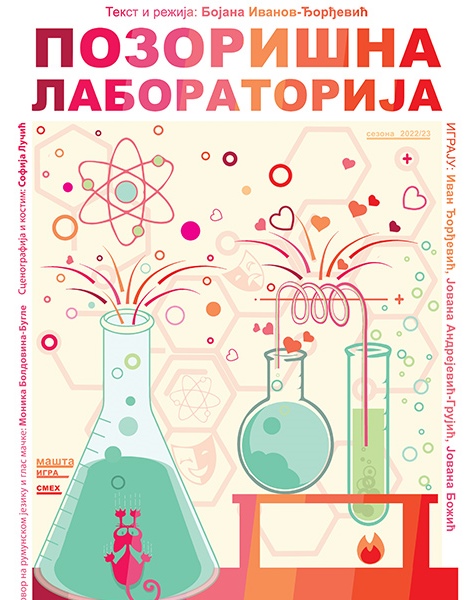 Текст и режија: Бојана Иванов-Ђорђевић
ПОЗОРИШНА
ЛАБОРАТОРИЈА
сезона 2022/23
ИГРАЈУ: Иван Ђорђевић, Јована Андрејевић-Грујић, Јована Божић
говор на румунском језику и глас мачке: Моника Болдовина-Бугле Сценографија и костим: Софија Лучић
машта
ИГРА
СМЕХ